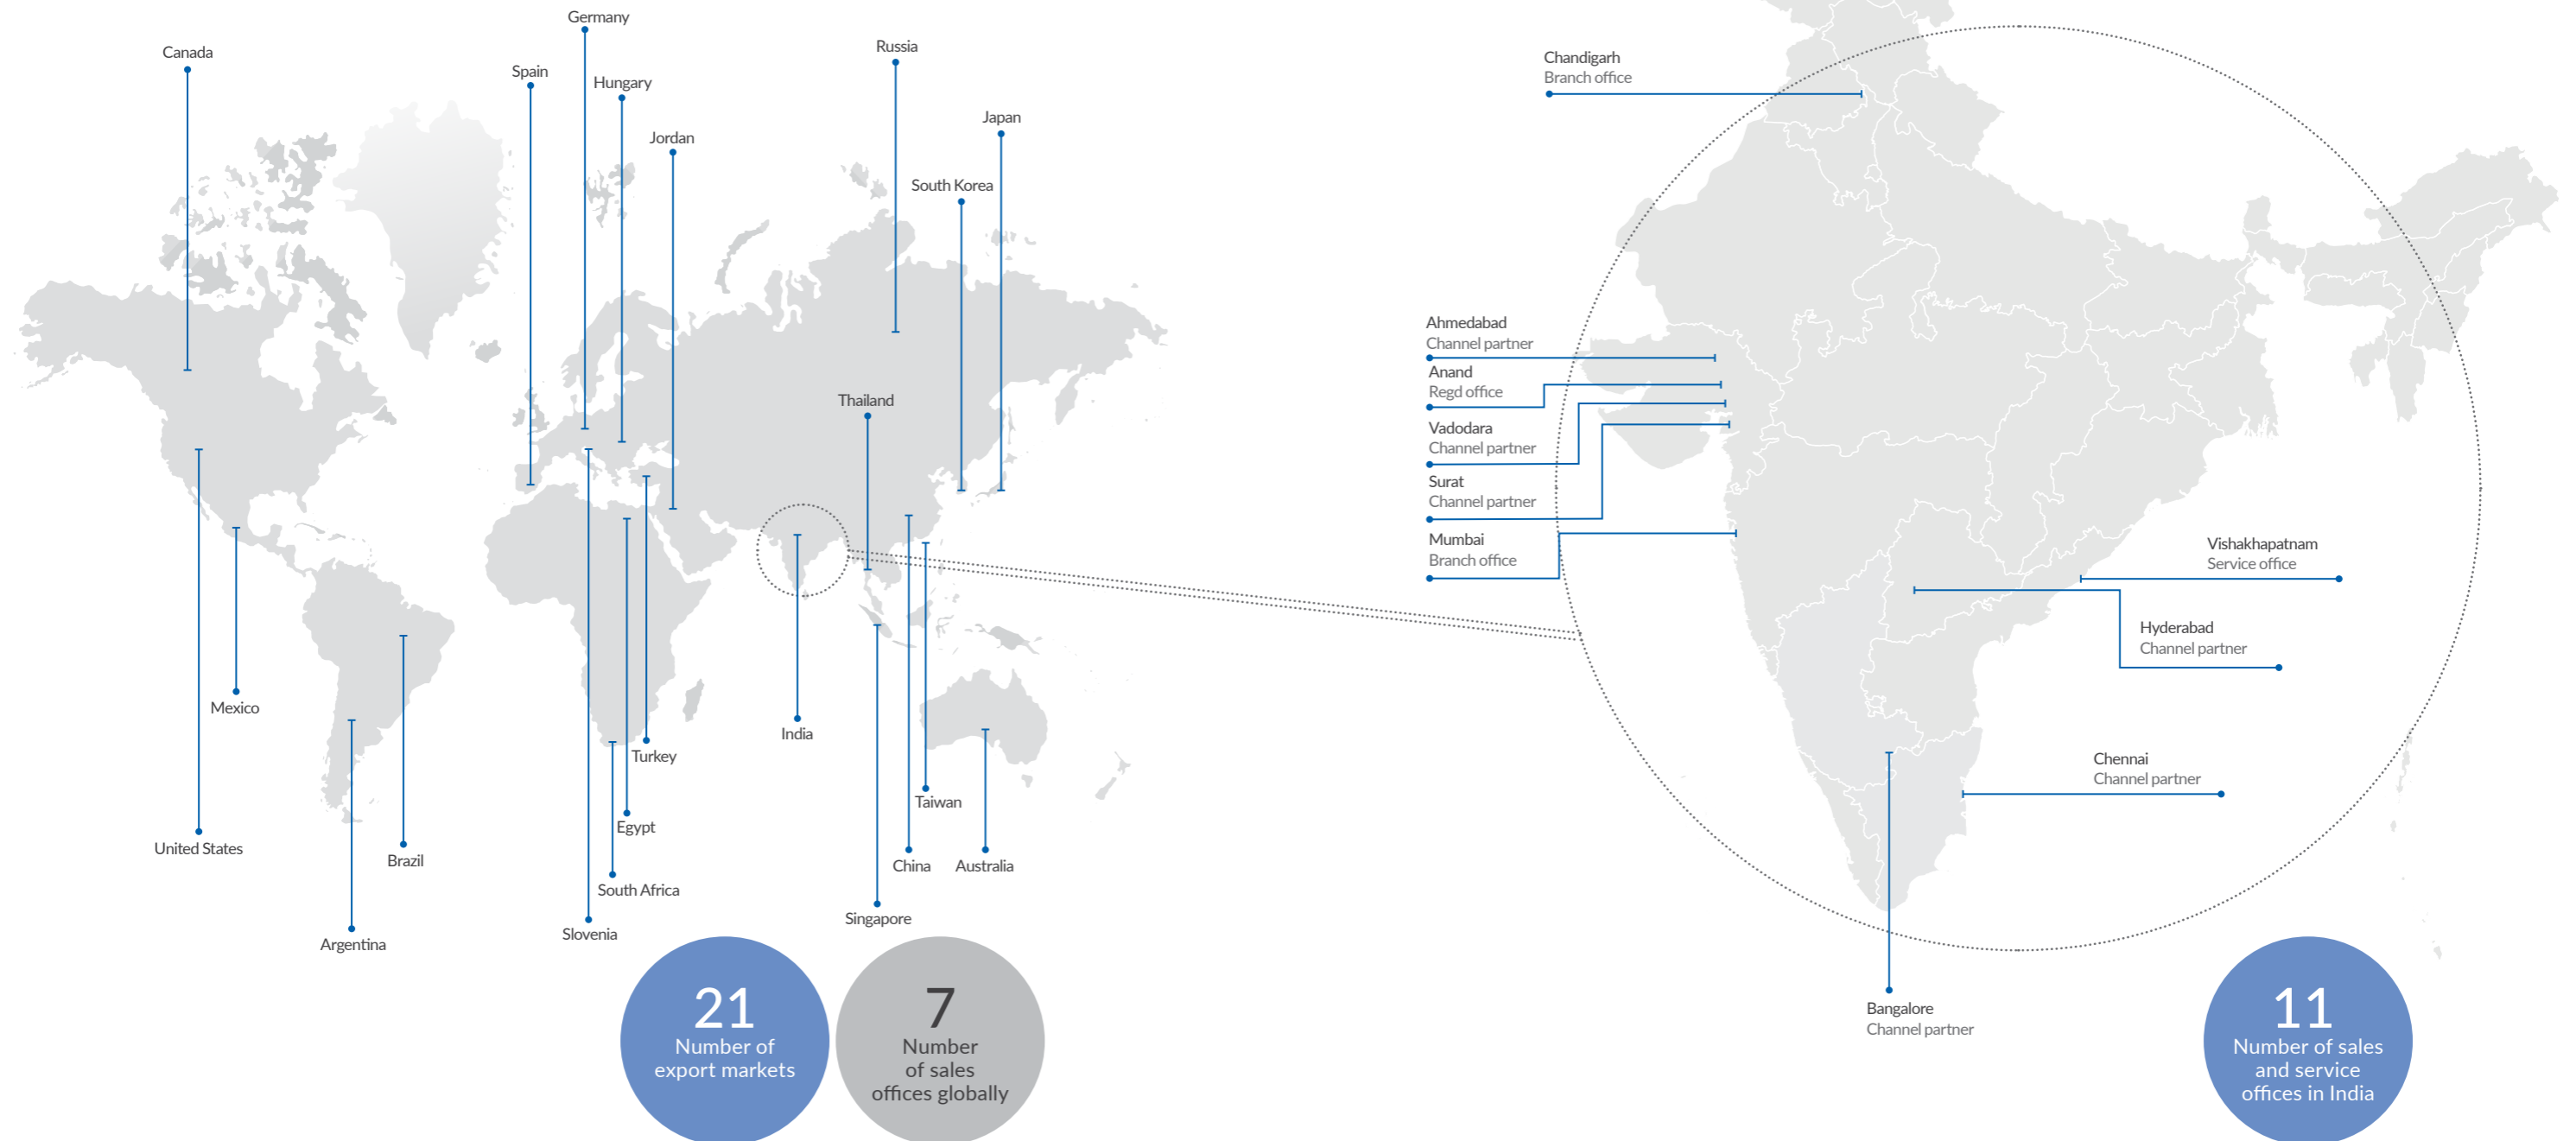 Germany
Canada
Russia
Spain
Hungary
Japan
Jordan
South Korea
Thailand
Mexico
India
Turkey
Taiwan
Egypt
United States
Brazil
China
Australia
South Africa
Singapore
Slovenia
Argentina
21
Number of
export markets
7
Number
of sales
offices globally
Chandigarh
Branch office
Ahmedabad
Channel partner
Anand
Regd office
Vadodara
Channel partner
Surat
Channel partner
Mumbai
Branch office
Vishakhapatnam
Service office
Hyderabad
Channel partner
Chennai
Channel partner
Bangalore
Channel partner
11
Number of sales
and service
offices in India